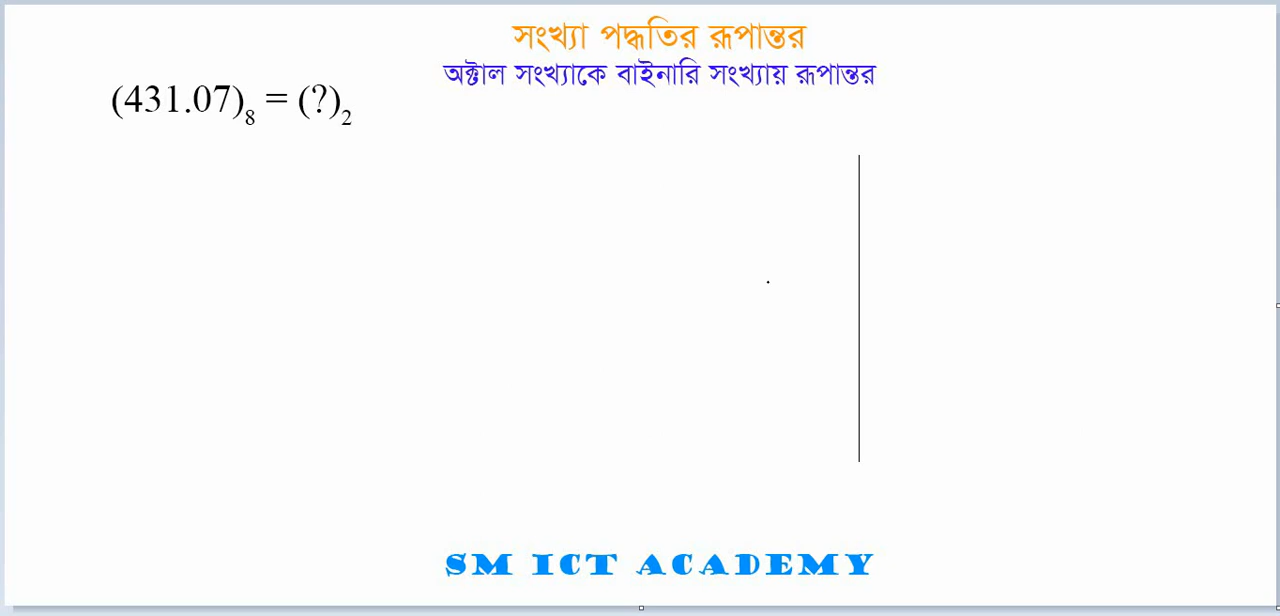 সংখ্যা পদ্ধতির রূপান্তর
অক্টাল সংখ্যাকে বাইনারি সংখ্যায় রূপান্তর
(431.07)₈ = (?)₂
SM ICT ACADEMY